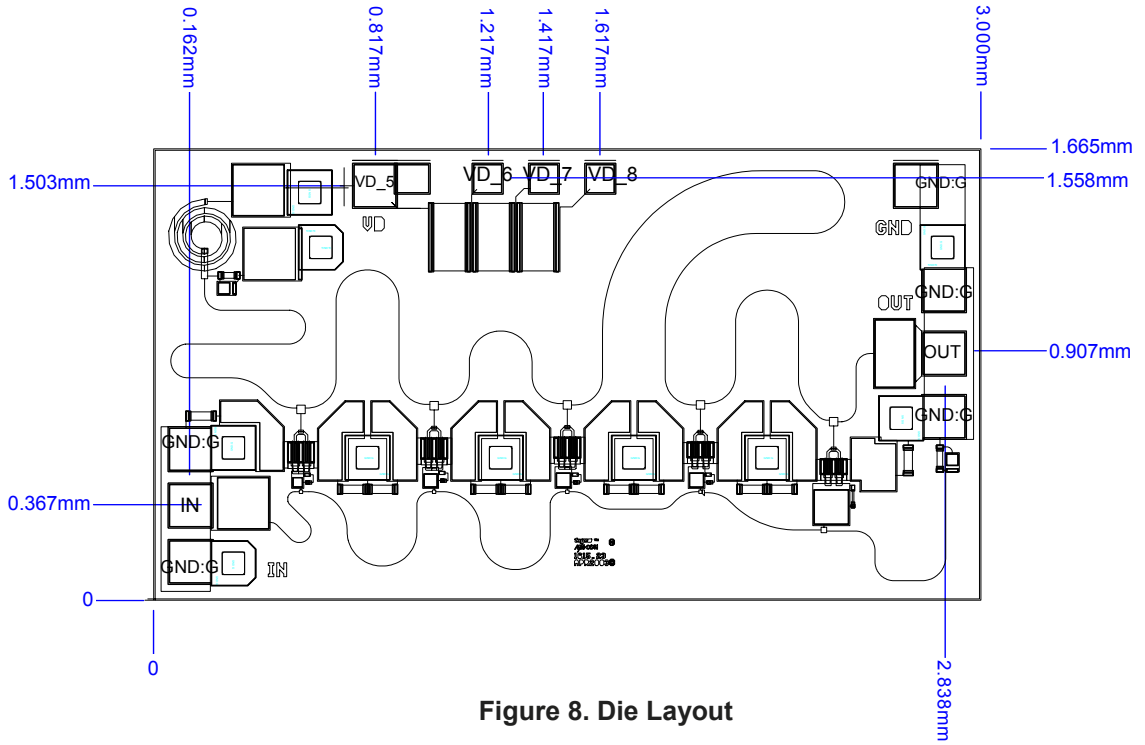 0.162mm
0.817mm
1.217mm
1.417mm
1.617mm
3.000mm
1.665mm
1.503mm
1.558mm
VD_5
VD_6
VD_7
VD_8
GND:G
VD
GND
GND:G
OUT
OUT
0.907mm
GND:G
GND:G
0.367mm
IN
GND:G
IN
0
0
2.838mm
Figure 8. Die Layout